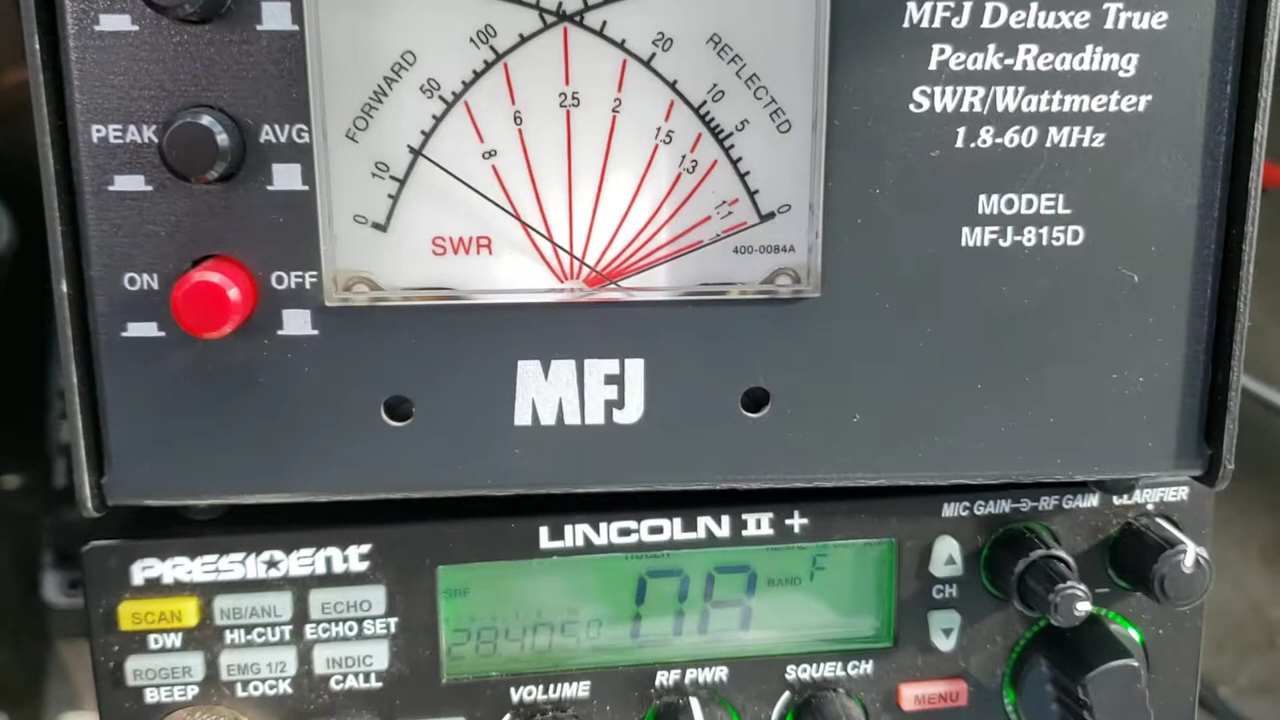 MFJ Deluxe True
Peak-Reading
SWR/Wattmeter
1.8-60 MHz
MODEL
MFJ-815D
PEAK
AVG
ON
OFF
FORWARD
REFLECTED
0
10
50
100
20
10
5
0
8
6
2.5
2
1.5
1.3
1.1
SWR
400-0084A
MFJ
PRESIDENT
LINCOLN II +
MIC GAIN
RF GAIN
CLARIFIER
SCAN
DW
NB/ANL
HI-CUT
ECHO
ECHO SET
ROGER
BEEP
EMG 1/2
LOCK
INDIC
CALL
BAND F
28.405.0
CH
VOLUME
RF PWR
SQUELCH
MENU